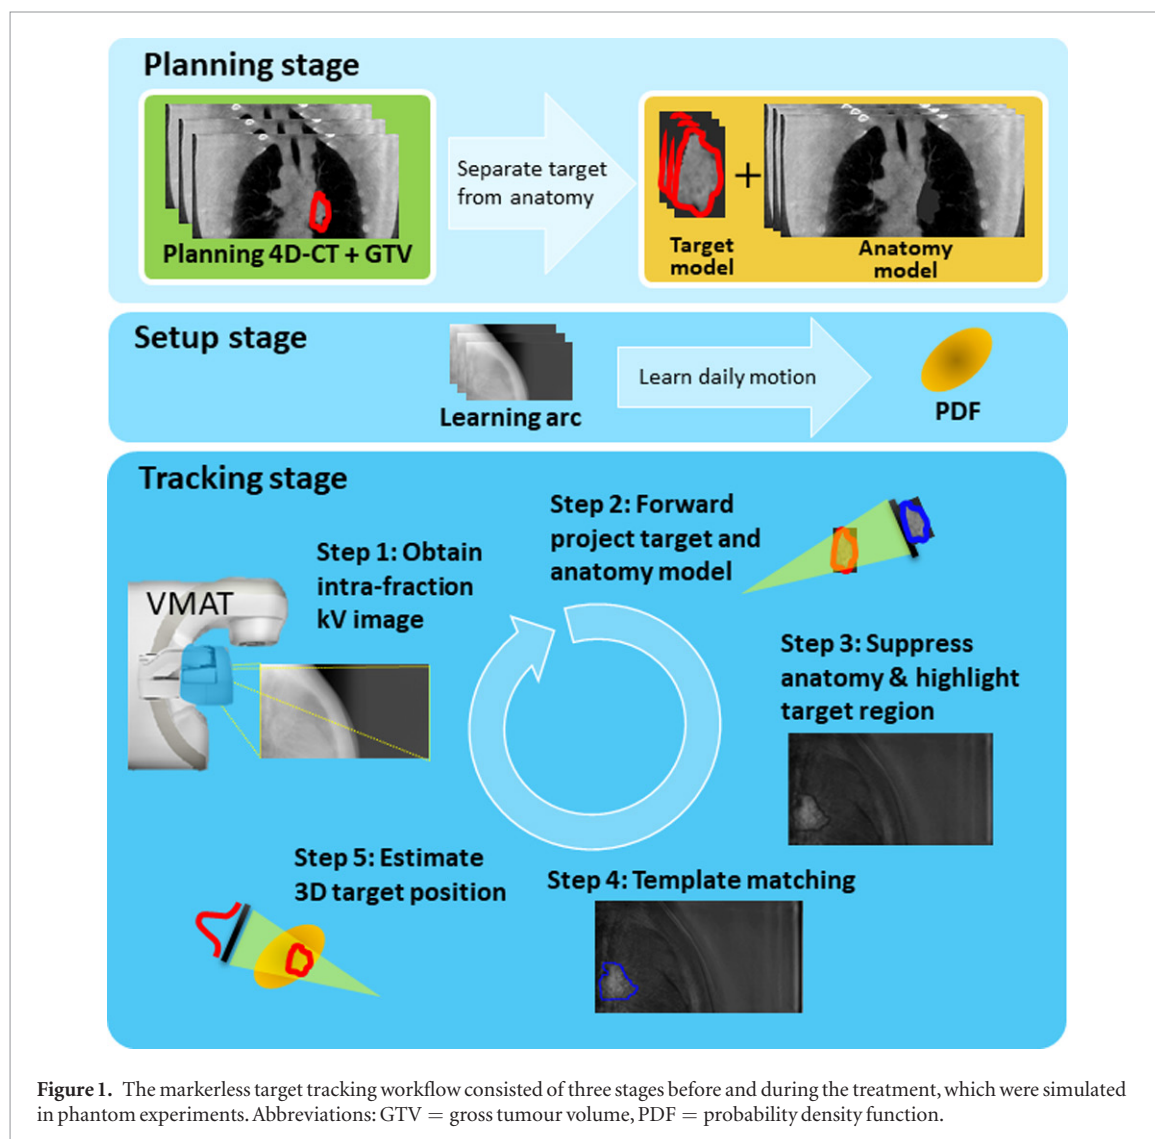 Planning stage
Separate target
from anatomy
Planning 4D-CT + GTV
+
Target
model
Anatomy
model
Setup stage
Learning arc
Learn daily motion
PDF
Tracking stage
Step 1: Obtain
intra-fraction
kV image
VMAT
Step 2: Forward
project target and
anatomy model
Step 3: Suppress
anatomy & highlight
target region
Step 4: Template matching
Step 5: Estimate
3D target position
Figure 1. The markerless target tracking workflow consisted of three stages before and during the treatment, which were simulated
in phantom experiments. Abbreviations: GTV = gross tumour volume, PDF = probability density function.